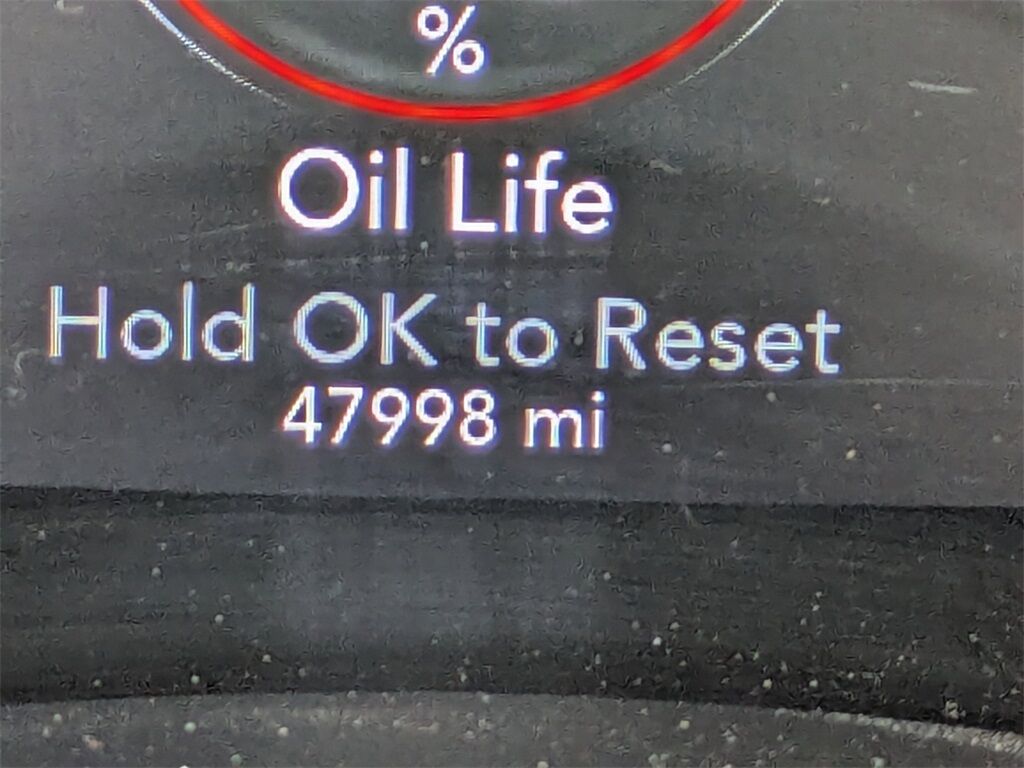 %
Oil Life
Hold OK to Reset
47998 mi